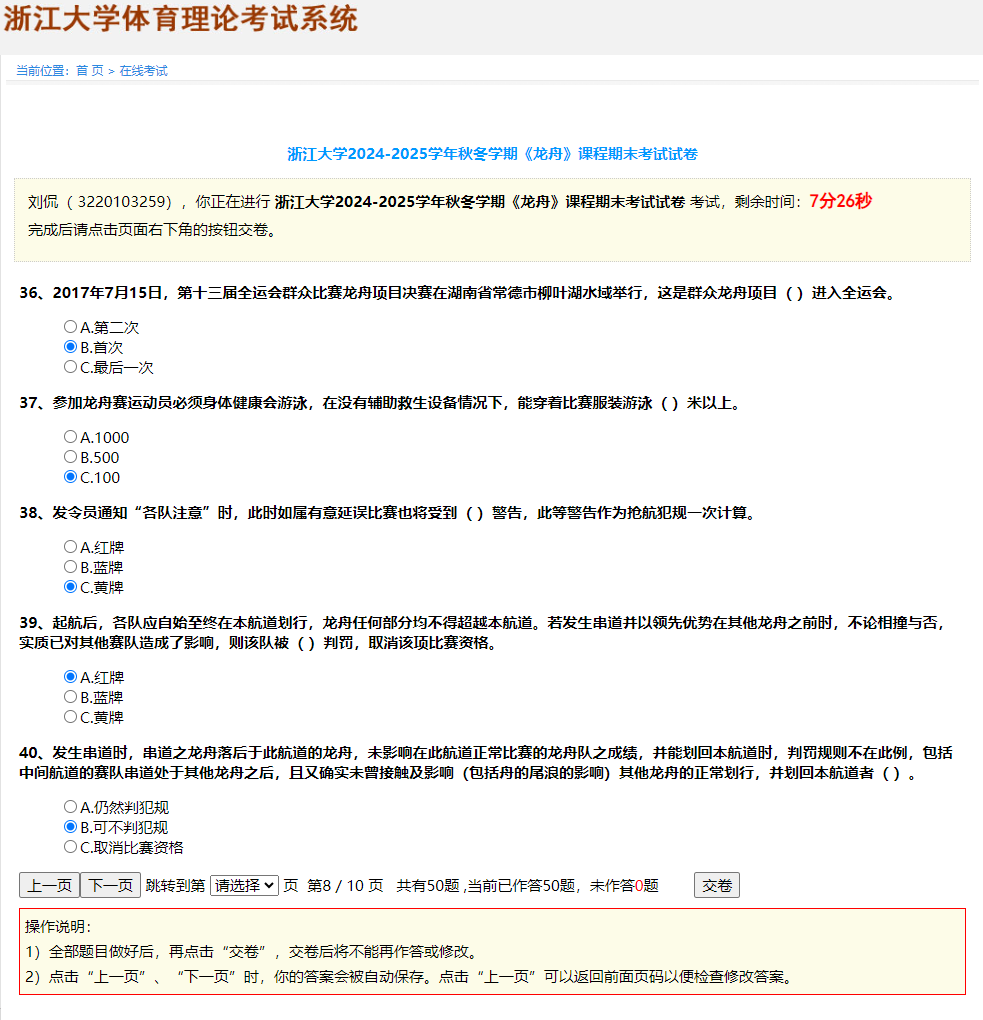 浙江大学体育理论考试系统
当前位置：首 页 > 在线考试
浙江大学2024-2025学年秋冬学期《龙舟》课程期末考试试卷
刘侃（ 3220103259），你正在进行 浙江大学2024-2025学年秋冬学期《龙舟》课程期末考试试卷 考试，剩余时间：7分26秒
完成后请点击页面右下角的按钮交卷。
36、2017年7月15日，第十三届全运会群众比赛龙舟项目决赛在湖南省常德市柳叶湖水域举行，这是群众龙舟项目（ ）进入全运会。
A.第二次
B.首次
C.最后一次
37、参加龙舟赛运动员必须身体健康会游泳，在没有辅助救生设备情况下，能穿着比赛服装游泳（ ）米以上。
A.1000
B.500
C.100
38、发令员通知“各队注意”时，此时如属有意延误比赛也将受到（ ）警告，此等警告作为抢航犯规一次计算。
A.红牌
B.蓝牌
C.黄牌
39、起航后，各队应自始至终在本航道划行，龙舟任何部分均不得超越本航道。若发生串道并以领先优势在其他龙舟之前时，不论相撞与否，
实质已对其他赛队造成了影响，则该队被（ ）判罚，取消该项比赛资格。
A.红牌
B.蓝牌
C.黄牌
40、发生串道时，串道之龙舟落后于此航道的龙舟，未影响在此航道正常比赛的龙舟队之成绩，并能划回本航道时，判罚规则不在此例，包括
中间航道的赛队串道处于其他龙舟之后，且又确实未曾接触及影响（包括舟的尾浪的影响）其他龙舟的正常划行，并划回本航道者（ ）。
A.仍然判犯规
B.可不判犯规
C.取消比赛资格
上一页 下一页 跳转到第 请选择 页 第8 / 10 页 共有50题 ,当前已作答50题，未作答0题 交卷
操作说明：
1）全部题目做好后，再点击“交卷”，交卷后将不能再作答或修改。
2）点击“上一页”、“下一页”时，你的答案会被自动保存。点击“上一页”可以返回前面页码以便检查修改答案。